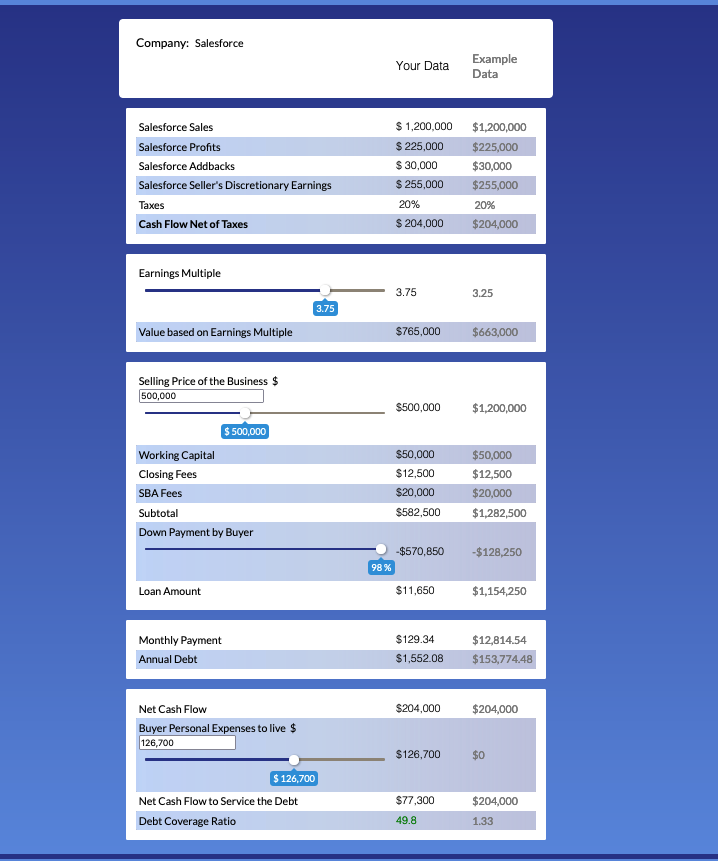 Company: Salesforce
Your Data Example Data
Salesforce Sales $ 1,200,000 $1,200,000
Salesforce Profits $ 225,000 $225,000
Salesforce Addbacks $ 30,000 $30,000
Salesforce Seller's Discretionary Earnings $ 255,000 $255,000
Taxes 20% 20%
Cash Flow Net of Taxes $ 204,000 $204,000
Earnings Multiple
3.75 3.25
3.75
Value based on Earnings Multiple $765,000 $663,000
Selling Price of the Business $
500,000
$500,000 $1,200,000
$ 500,000
Working Capital $50,000 $50,000
Closing Fees $12,500 $12,500
SBA Fees $20,000 $20,000
Subtotal $582,500 $1,282,500
Down Payment by Buyer
-$570,850 -$128,250
98 %
Loan Amount $11,650 $1,154,250
Monthly Payment $129.34 $12,814.54
Annual Debt $1,552.08 $153,774.48
Net Cash Flow $204,000 $204,000
Buyer Personal Expenses to live $
126,700
$126,700 $0
$ 126,700
Net Cash Flow to Service the Debt $77,300 $204,000
Debt Coverage Ratio 49.8 1.33